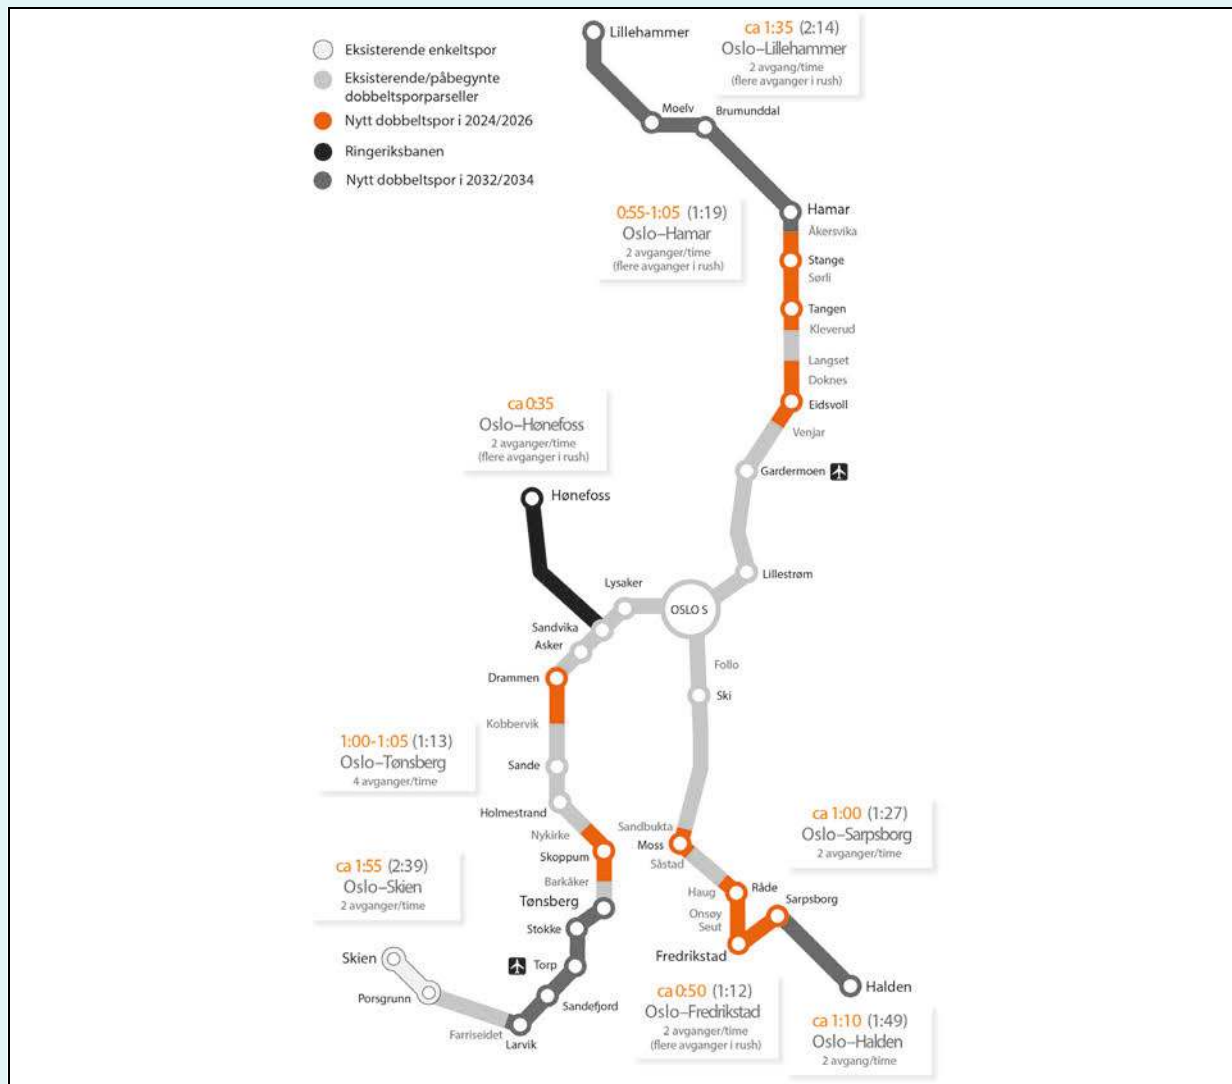 Eksisterende enkeltspor
Eksisterende/påbegynte
dobbeltsporparseller
Nytt dobbeltspor i 2024/2026
Ringeriksbanen
Nytt dobbeltspor i 2032/2034
Lillehammer
ca 1:35 (2:14)
Oslo–Lillehammer
2 avgang/time
(flere avganger i rush)
Moelv
Brumunddal
0:55-1:05 (1:19)
Oslo–Hamar
2 avganger/time
(flere avganger i rush)
Hamar
Åkersvika
Stange
Sørli
Tangen
Kleverud
Langset
Doknes
Eidsvoll
Venjar
Gardermoen
ca 0:35
Oslo–Hønefoss
2 avganger/time
(flere avganger i rush)
Hønefoss
Lillestrøm
Lysaker
OSLO S
Sandvika
Asker
Drammen
Kobbervik
Follo
Ski
1:00-1:05 (1:13)
Oslo–Tønsberg
4 avganger/time
Sande
Holmestrand
Nykirke
Skoppum
Barkåker
Tønsberg
Stokke
Torp
Sandefjord
Larvik
Farriseidet
Porsgrunn
Skien
ca 1:55 (2:39)
Oslo–Skien
2 avganger/time
Sandbukta
Moss
Såstad
Haug
Råde
Onsøy
Seut
Fredrikstad
Sarpsborg
Halden
ca 1:00 (1:27)
Oslo–Sarpsborg
2 avganger/time
ca 0:50 (1:12)
Oslo–Fredrikstad
2 avganger/time
(flere avganger i rush)
ca 1:10 (1:49)
Oslo–Halden
2 avgang/time